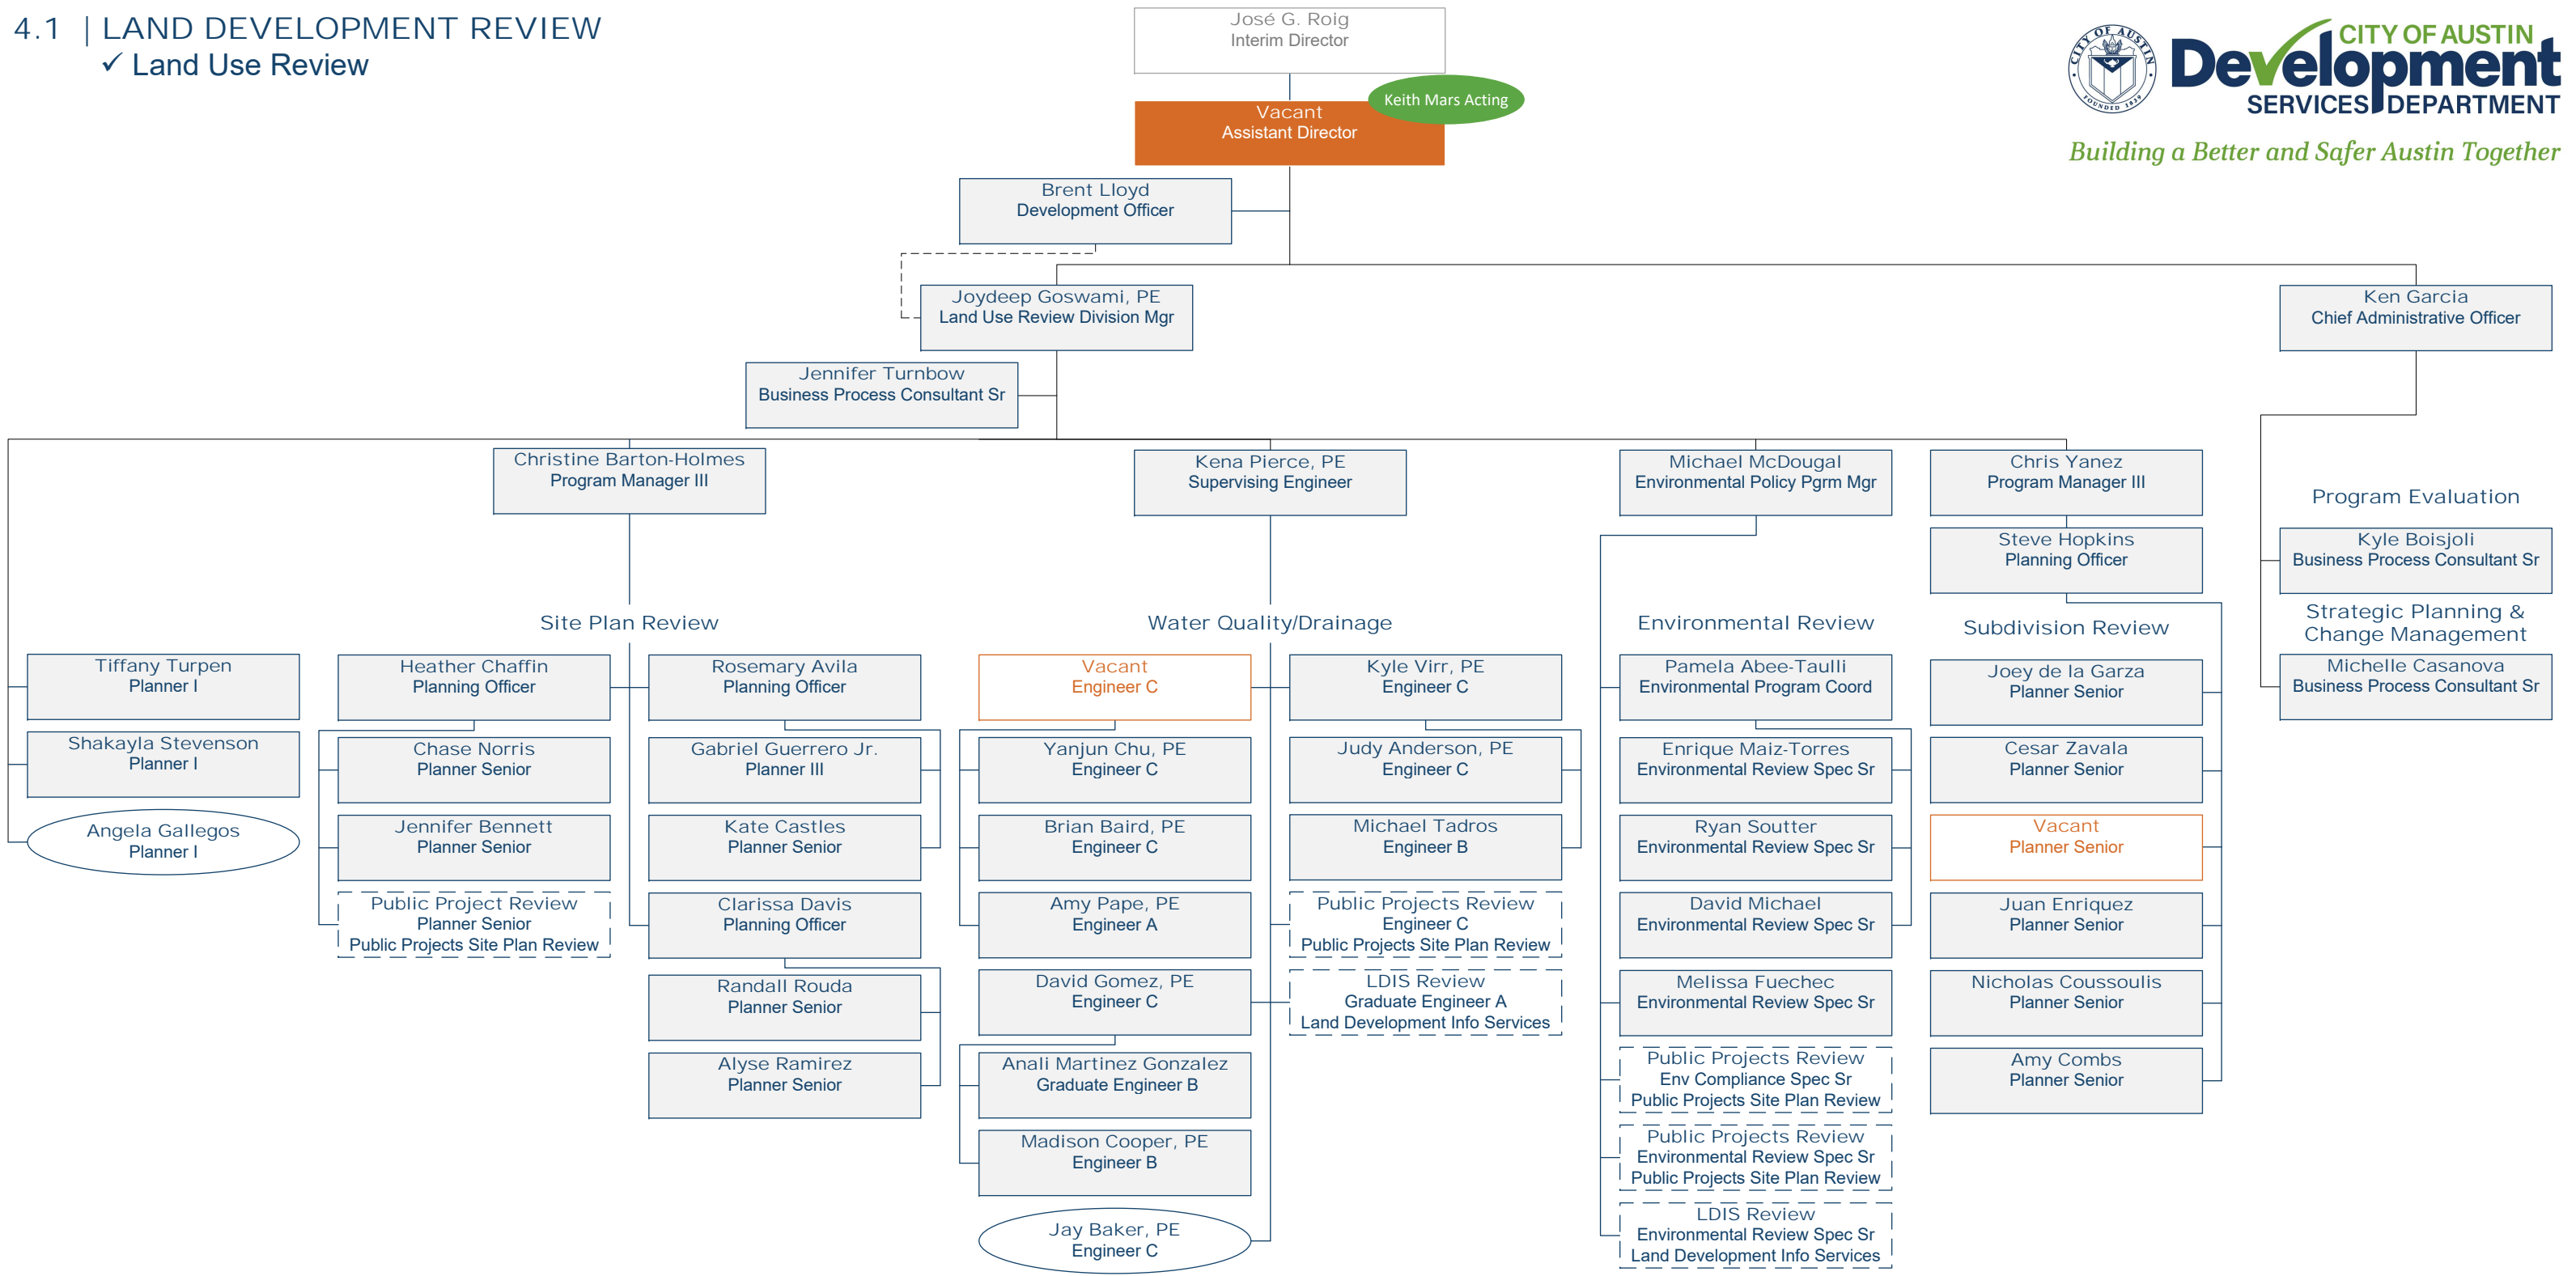 4.1 | LAND DEVELOPMENT REVIEW
✓ Land Use Review
José G. Roig
Interim Director
Keith Mars Acting
Vacant
Assistant Director
CITY OF AUSTIN
FOUNDED 1839
CITY OF AUSTIN
Development
SERVICES DEPARTMENT
Building a Better and Safer Austin Together
Brent Lloyd
Development Officer
Joydeep Goswami, PE
Land Use Review Division Mgr
Ken Garcia
Chief Administrative Officer
Jennifer Turnbow
Business Process Consultant Sr
Christine Barton-Holmes
Program Manager III
Kena Pierce, PE
Supervising Engineer
Michael McDougal
Environmental Policy Pgrm Mgr
Chris Yanez
Program Manager III
Steve Hopkins
Planning Officer
Program Evaluation
Kyle Boisjoli
Business Process Consultant Sr
Strategic Planning &
Change Management
Michelle Casanova
Business Process Consultant Sr
Tiffany Turpen
Planner I
Shakayla Stevenson
Planner I
Angela Gallegos
Planner I
Site Plan Review
Heather Chaffin
Planning Officer
Chase Norris
Planner Senior
Jennifer Bennett
Planner Senior
Public Project Review
Planner Senior
Public Projects Site Plan Review
Rosemary Avila
Planning Officer
Gabriel Guerrero Jr.
Planner III
Kate Castles
Planner Senior
Clarissa Davis
Planning Officer
Randall Rouda
Planner Senior
Alyse Ramirez
Planner Senior
Water Quality/Drainage
Vacant
Engineer C
Yanjun Chu, PE
Engineer C
Brian Baird, PE
Engineer C
Amy Pape, PE
Engineer A
David Gomez, PE
Engineer C
Anali Martinez Gonzalez
Graduate Engineer B
Madison Cooper, PE
Engineer B
Jay Baker, PE
Engineer C
Kyle Virr, PE
Engineer C
Judy Anderson, PE
Engineer C
Michael Tadros
Engineer B
Public Projects Review
Engineer C
Public Projects Site Plan Review
LDIS Review
Graduate Engineer A
Land Development Info Services
Environmental Review
Pamela Abee-Taulli
Environmental Program Coord
Enrique Maiz-Torres
Environmental Review Spec Sr
Ryan Soutter
Environmental Review Spec Sr
David Michael
Environmental Review Spec Sr
Melissa Fuechec
Environmental Review Spec Sr
Public Projects Review
Env Compliance Spec Sr
Public Projects Site Plan Review
Public Projects Review
Environmental Review Spec Sr
Public Projects Site Plan Review
LDIS Review
Environmental Review Spec Sr
Land Development Info Services
Subdivision Review
Joey de la Garza
Planner Senior
Cesar Zavala
Planner Senior
Vacant
Planner Senior
Juan Enriquez
Planner Senior
Nicholas Coussoulis
Planner Senior
Amy Combs
Planner Senior